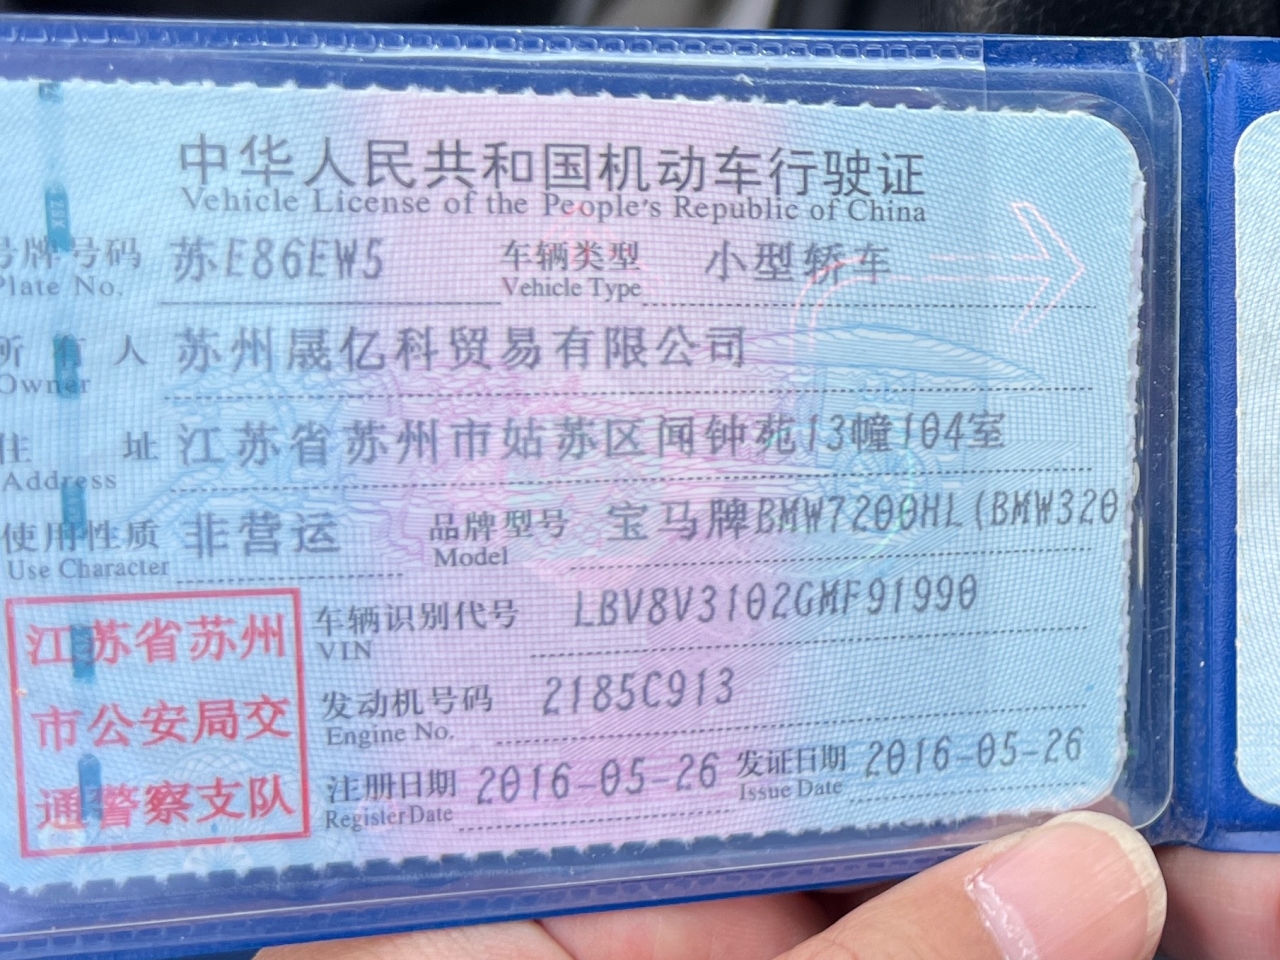 中华人民共和国机动车行驶证
Vehicle License of the People's Republic of China
号牌号码 苏E86EW5 车辆类型 小型轿车
Plate No. Vehicle Type
所有人 苏州晟亿科贸易有限公司
Owner
住址 江苏省苏州市姑苏区闻钟苑13幢104室
Address
使用性质 非营运 品牌型号 宝马牌BMW7200HL(BMW320
Use Character Model
江苏省苏州
市公安局交
通警察支队
车辆识别代号 LBV8V3102GMF91990
VIN
发动机号码 2185C913
Engine No.
注册日期 2016-05-26 发证日期 2016-05-26
Register Date Issue Date